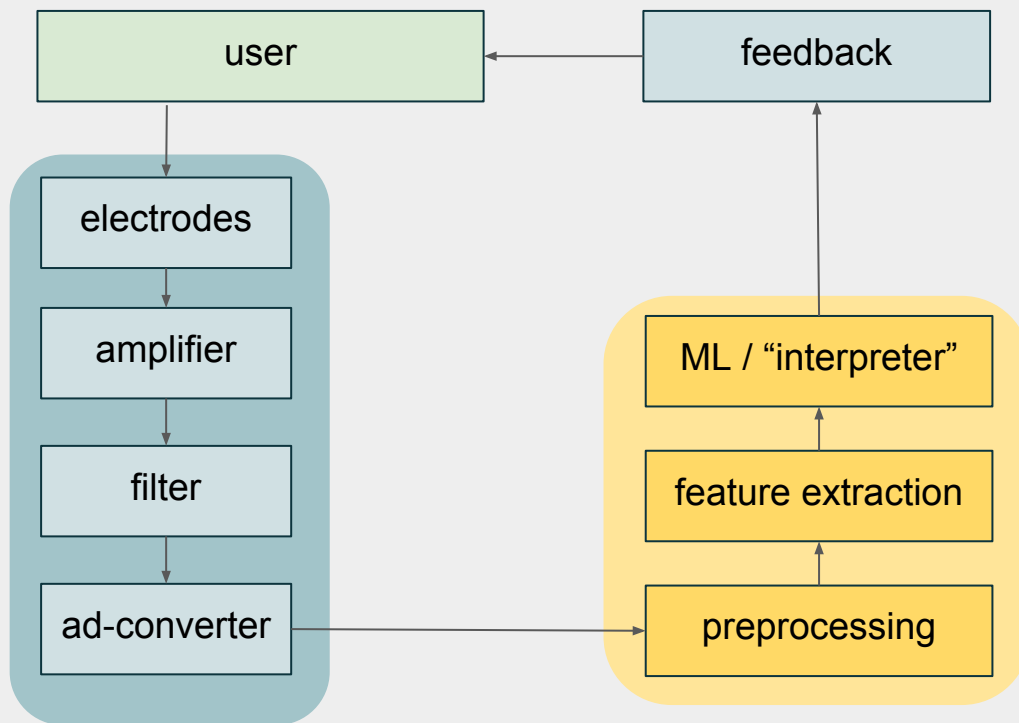 user
feedback
electrodes
amplifier
filter
ad-converter
ML / “interpreter”
feature extraction
preprocessing